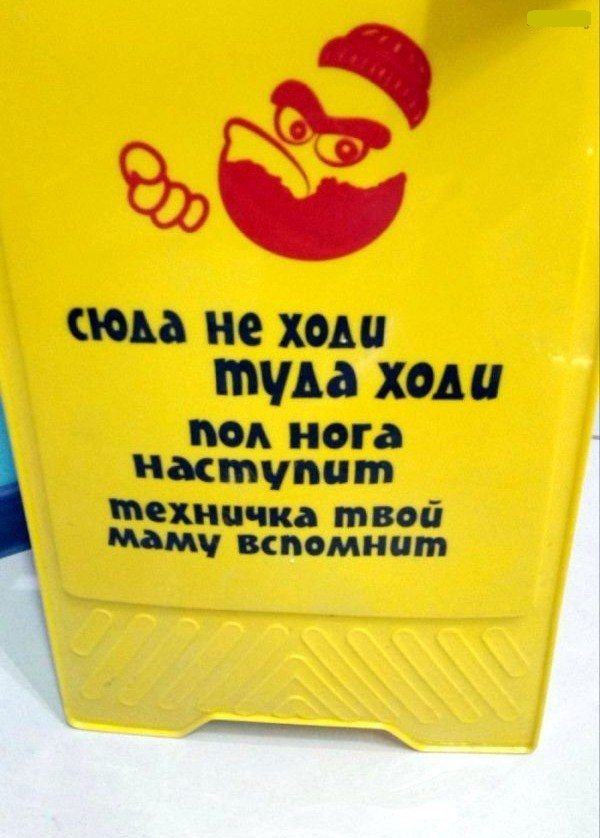 сюда не ходи
туда ходи
пол нога
наступит
техничка твой
маму вспомнит